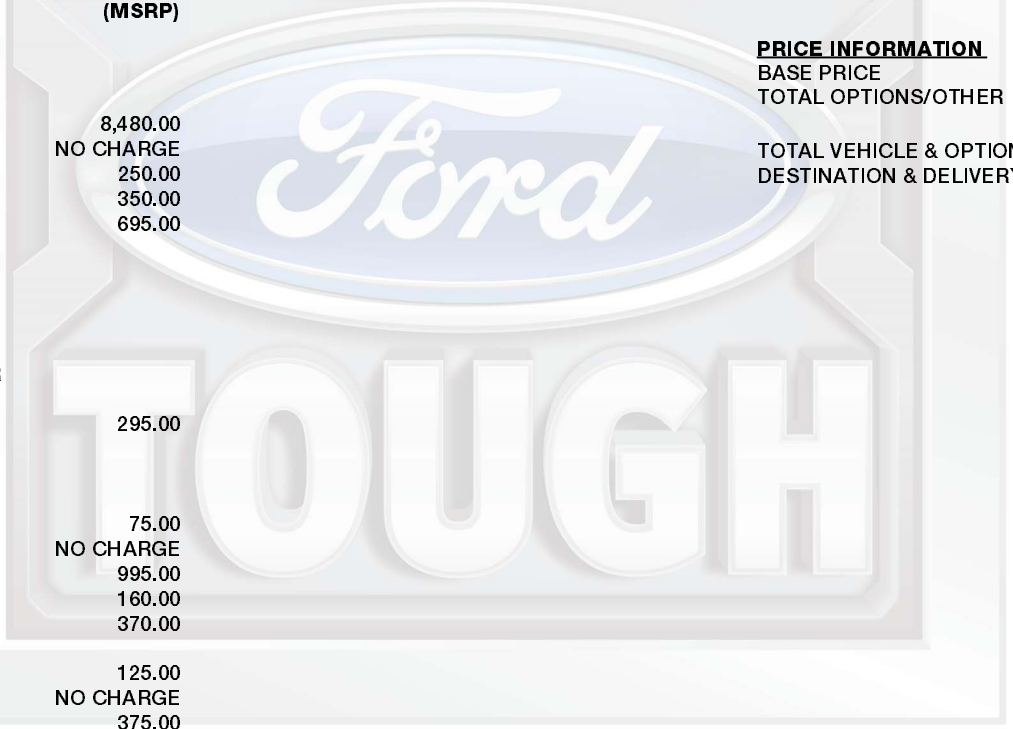 (MSRP)
8,480.00
NO CHARGE
250.00
350.00
695.00
295.00
75.00
NO CHARGE
995.00
160.00
370.00
125.00
NO CHARGE
375.00
PRICE INFORMATION
BASE PRICE
TOTAL OPTIONS/OTHER
TOTAL VEHICLE & OPTION
DESTINATION & DELIVERY
Ford
TOUGH